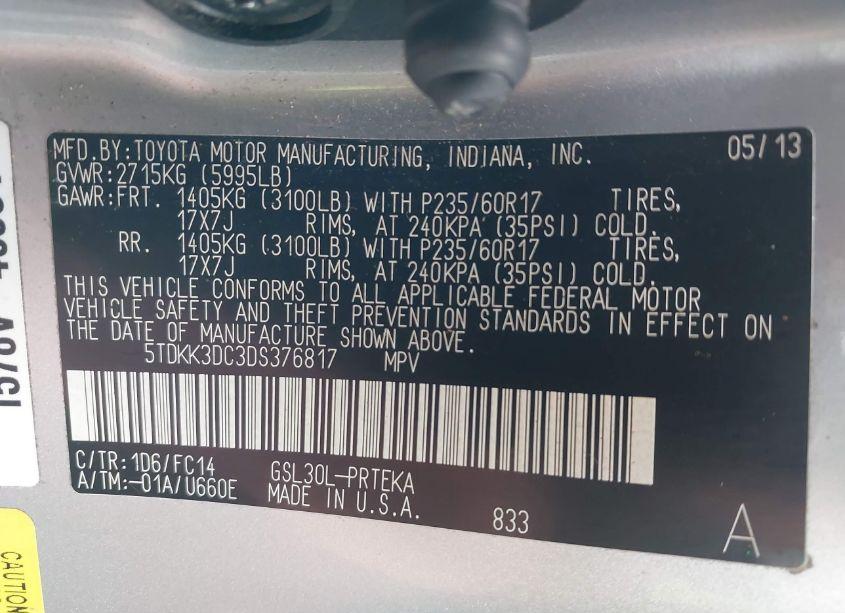 MFD.BY:TOYOTA MOTOR MANUFACTURING, INDIANA, INC. 05/13
GVWR:2715KG (5995LB)
GAWR:FRT. 1405KG (3100LB) WITH P235/60R17 TIRES,
17X7J RIMS, AT 240KPA (35PSI) COLD.
RR. 1405KG (3100LB) WITH P235/60R17 TIRES,
17X7J RIMS, AT 240KPA (35PSI) COLD.
THIS VEHICLE CONFORMS TO ALL APPLICABLE FEDERAL MOTOR
VEHICLE SAFETY AND THEFT PREVENTION STANDARDS IN EFFECT ON
THE DATE OF MANUFACTURE SHOWN ABOVE.
5TDKK3DC3DS376817 MPV
C/TR:1D6/FC14 GSL30L-PRTEKA
A/TM:-01A/U660E MADE IN U.S.A. 833 A
CAUTION